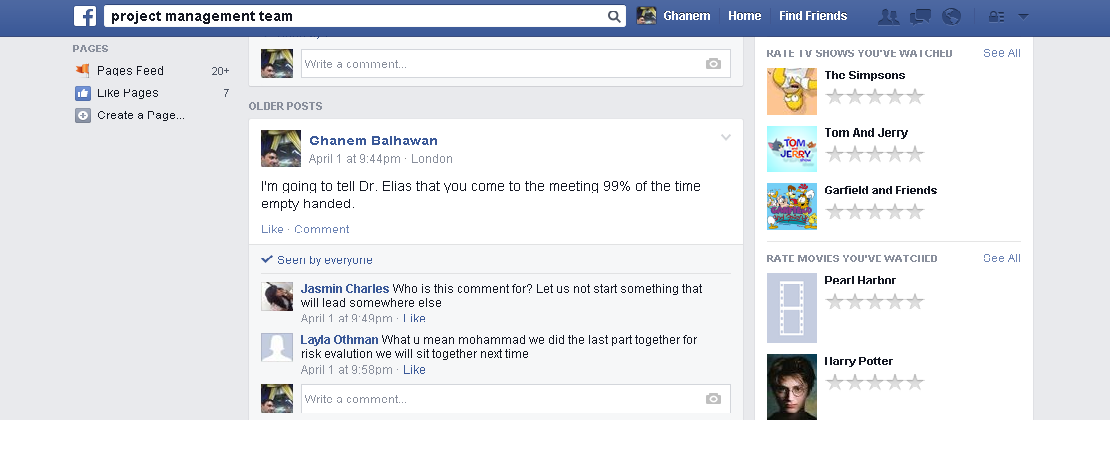 project management team
Ghanem
Home
Find Friends
PAGES
Pages Feed 20+
Like Pages 7
Create a Page...
Write a comment...
OLDER POSTS
Ghanem Balhawan
April 1 at 9:44pm · London
I'm going to tell Dr. Elias that you come to the meeting 99% of the time
empty handed.
Like · Comment
Seen by everyone
Jasmin Charles Who is this comment for? Let us not start something that
will lead somewhere else
April 1 at 9:49pm · Like
Layla Othman What u mean mohammad we did the last part together for
risk evalution we will sit together next time
April 1 at 9:58pm · Like
Write a comment...
RATE TV SHOWS YOU'VE WATCHED See All
The Simpsons
Tom And Jerry
TOM
and
JERRY
show
Garfield and Friends
RATE MOVIES YOU'VE WATCHED See All
Pearl Harbor
Harry Potter